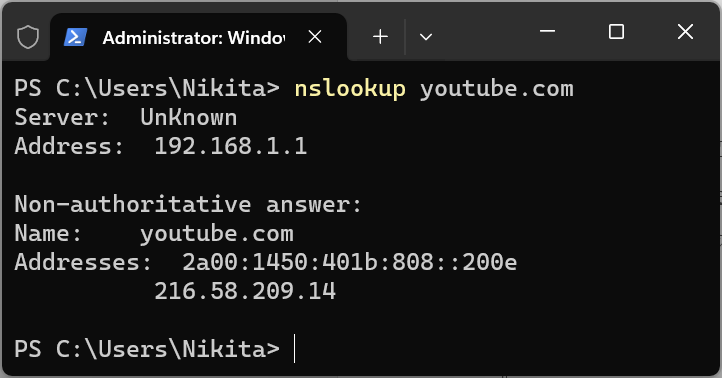 Administrator: Windo
PS C:\Users\Nikita> nslookup youtube.com
Server:  UnKnown
Address:  192.168.1.1
Non-authoritative answer:
Name:    youtube.com
Addresses:  2a00:1450:401b:808::200e
          216.58.209.14
PS C:\Users\Nikita>